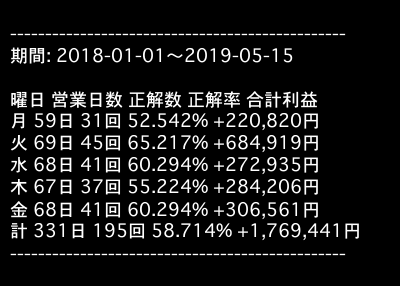 ------------------------------------------------
期間: 2018-01-01～2019-05-15
曜日 営業日数 正解数 正解率 合計利益
月 59日 31回 52.542% +220,820円
火 69日 45回 65.217% +684,919円
水 68日 41回 60.294% +272,935円
木 67日 37回 55.224% +284,206円
金 68日 41回 60.294% +306,561円
計 331日 195回 58.714% +1,769,441円
------------------------------------------------